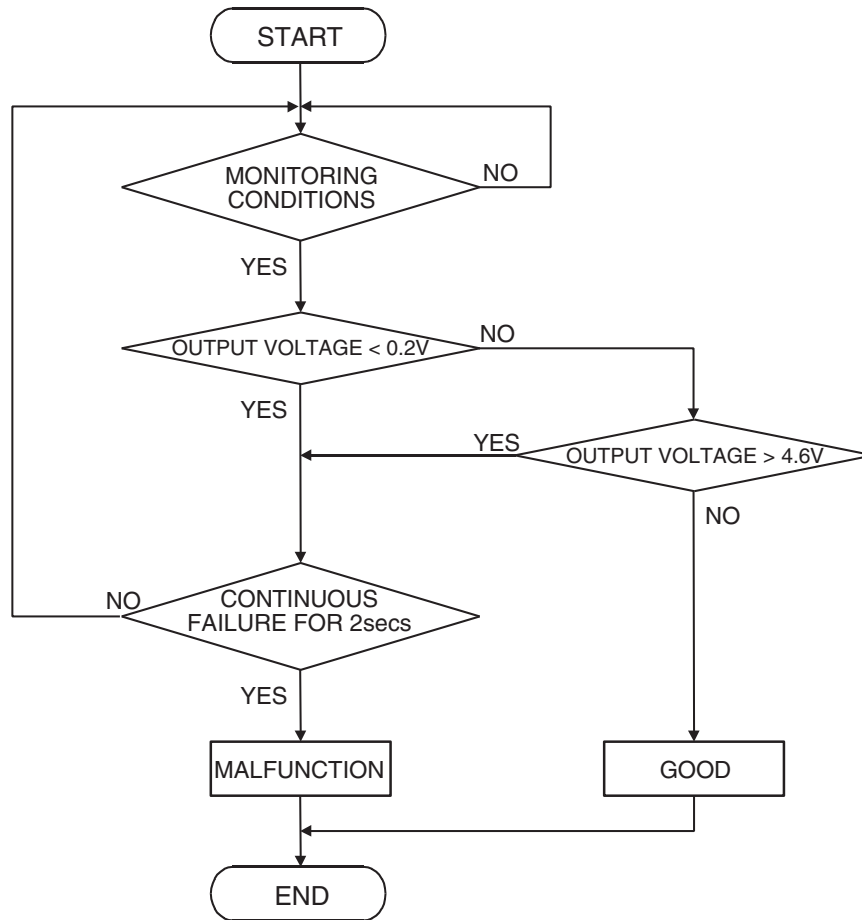 START
MONITORING
CONDITIONS
NO
YES
OUTPUT VOLTAGE < 0.2V
NO
YES
YES
OUTPUT VOLTAGE > 4.6V
NO
CONTINUOUS
FAILURE FOR 2secs
NO
YES
MALFUNCTION
GOOD
END